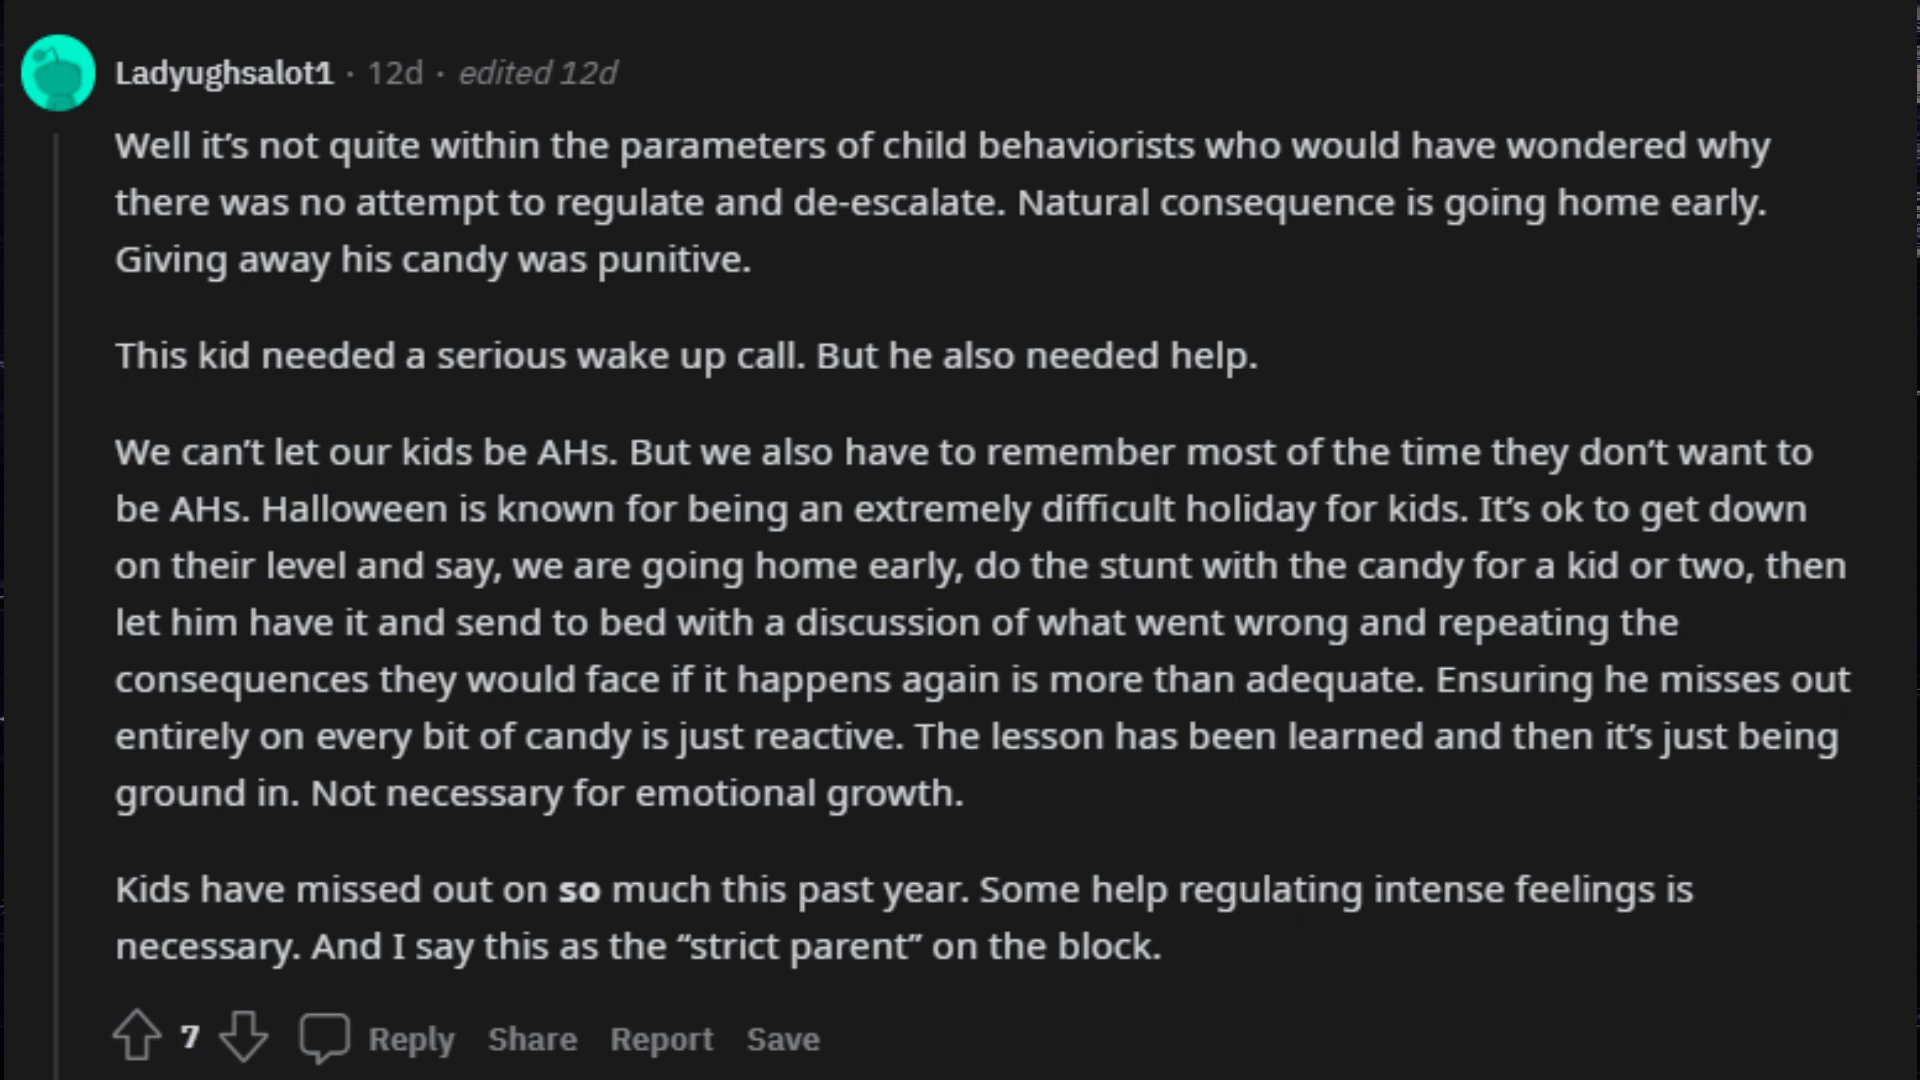 Ladyughsalot1 · 12d · edited 12d
Well it’s not quite within the parameters of child behaviorists who would have wondered why
there was no attempt to regulate and de-escalate. Natural consequence is going home early.
Giving away his candy was punitive.
This kid needed a serious wake up call. But he also needed help.
We can’t let our kids be AHs. But we also have to remember most of the time they don’t want to
be AHs. Halloween is known for being an extremely difficult holiday for kids. It’s ok to get down
on their level and say, we are going home early, do the stunt with the candy for a kid or two, then
let him have it and send to bed with a discussion of what went wrong and repeating the
consequences they would face if it happens again is more than adequate. Ensuring he misses out
entirely on every bit of candy is just reactive. The lesson has been learned and then it’s just being
ground in. Not necessary for emotional growth.
Kids have missed out on so much this past year. Some help regulating intense feelings is
necessary. And I say this as the “strict parent” on the block.
7 Reply Share Report Save